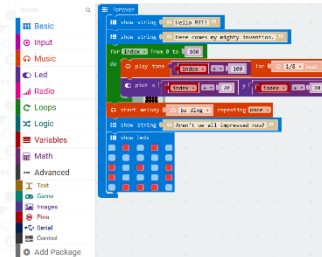 Search...
Basic
Input
Music
Led
Radio
Loops
Logic
Variables
Math
Advanced
Text
Game
Images
Pins
Serial
Control
Add Package
forever
show string " Hello MTT! "
show string " Here comes my mighty invention. "
for index from 0 to
do play tone index 100 for 1/8
plot x index 20 y index 20
start melody ba ding repeating once
show string " Aren't we all impressed now? "
show leds